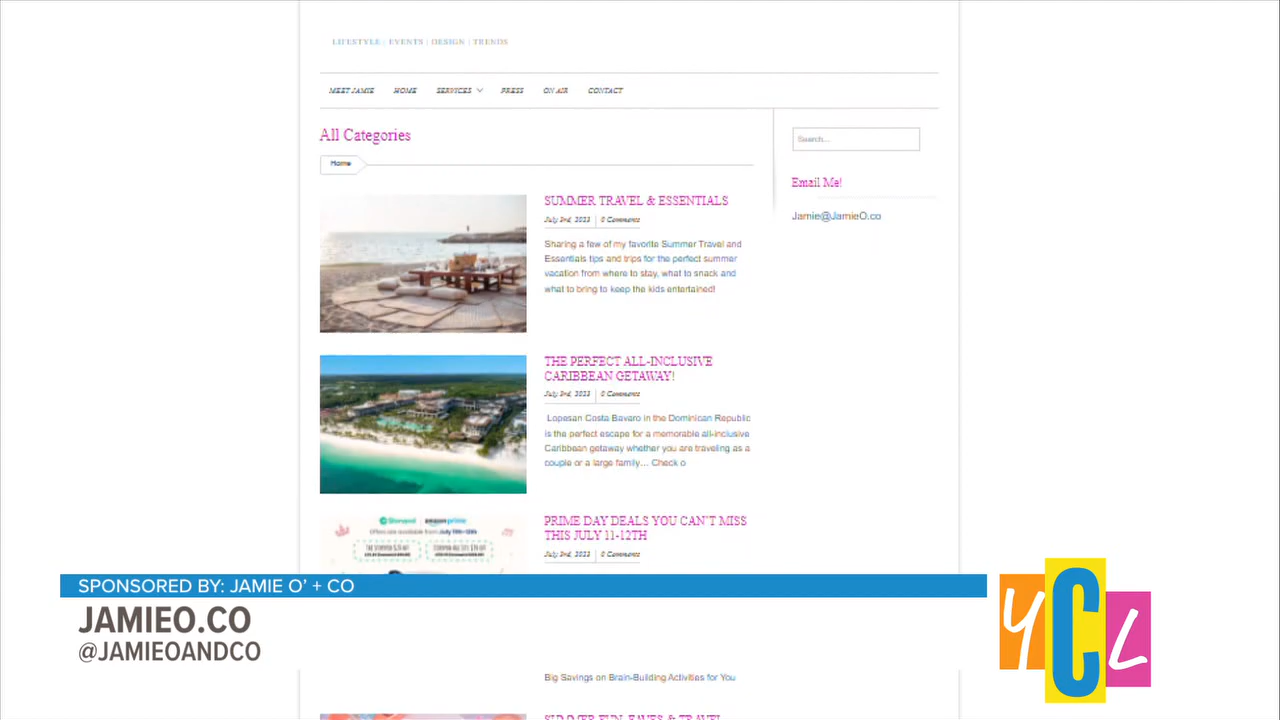 LIFESTYLE | EVENTS | DESIGN | TRENDS
MEET JAMIE HOME SERVICES PRESS ON AIR CONTACT
All Categories
Home
Search...
Email Me!
Jamie@JamieO.co
SUMMER TRAVEL & ESSENTIALS
July 3rd, 2023 | 0 Comments
Sharing a few of my favorite Summer Travel and
Essentials tips and trips for the perfect summer
vacation from where to stay, what to snack and
what to bring to keep the kids entertained!
THE PERFECT ALL-INCLUSIVE
CARIBBEAN GETAWAY!
July 3rd, 2023 | 0 Comments
Lopesan Costa Bavaro in the Dominican Republic
is the perfect escape for a memorable all-inclusive
Caribbean getaway whether you are traveling as a
couple or a large family... Check o
amazon prime
PRIME DAY DEALS YOU CAN'T MISS
THIS JULY 11-12TH
July 3rd, 2023 | 0 Comments
SPONSORED BY: JAMIE O' + CO
JAMIEO.CO
@JAMIEOANDCO
YCL
Big Savings on Brain-Building Activities for You
SUMMER FUN, FAVES & TRAVEL